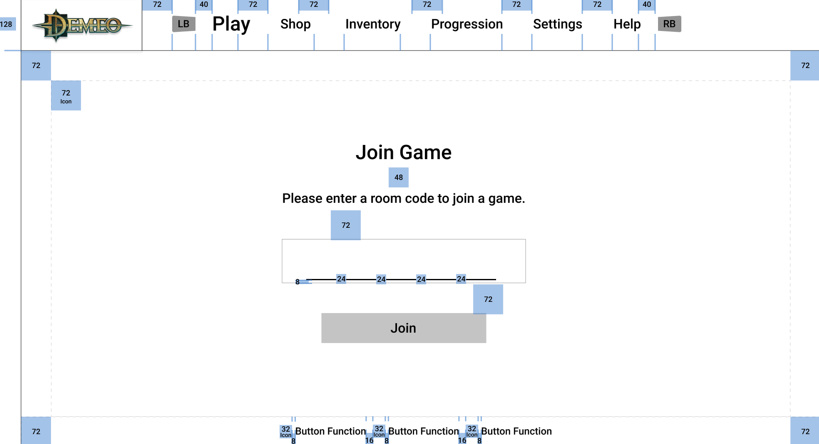 72 40 72 72 72 72 72 40
128 DEMEO LB Play Shop Inventory Progression Settings Help RB
72 72
72
Icon
Join Game
48
Please enter a room code to join a game.
72
8 24 24 24 24
72
Join
72 32 Button Function 32 Button Function 32 Button Function 72
Icon Icon Icon
8 16 8 16 8